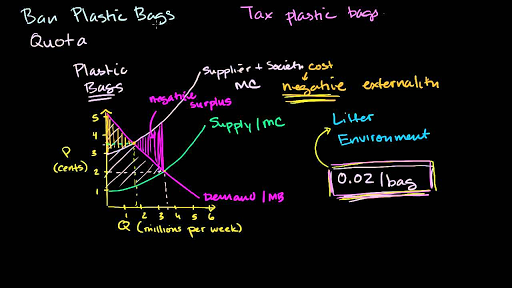 Ban Plastic Bags
Tax plastic bags
Quota
Plastic
Bags
Supplier + Societ cost
MC
negative externality
negative
surplus
Supply/MC
Litter
Environment
0.02/bag
Demand/MB
P
(cents)
5
4
3
2
1
1 2 3 4 5 6
Q (millions per week)